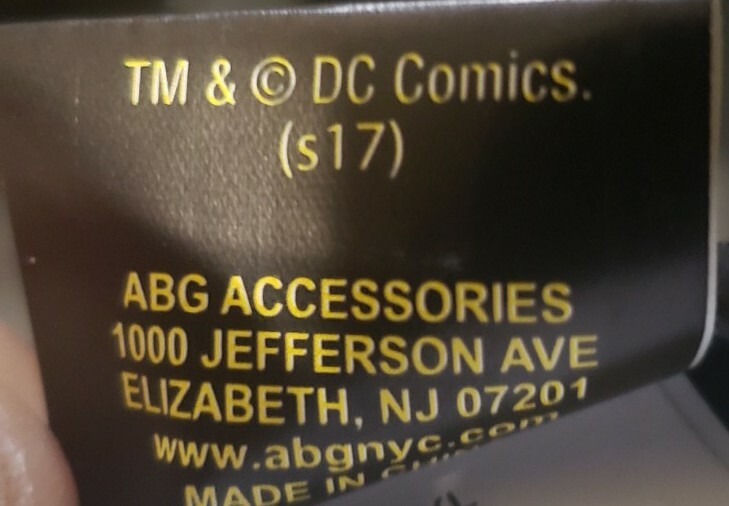 TM & © DC Comics.
(s17)
ABG ACCESSORIES
1000 JEFFERSON AVE
ELIZABETH, NJ 07201
www.abgnyc.com
MADE IN